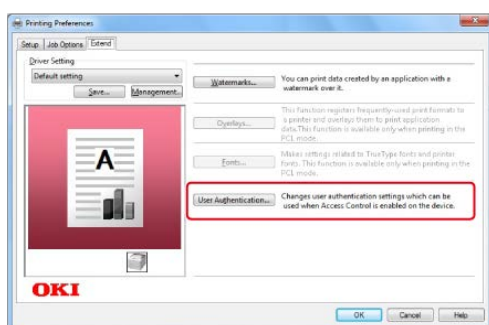 Printing Preferences
Setup Job Options Extend
Driver Setting
Default setting
Save... Management...
Watermarks... You can print data created by an application with a
watermark over it.
Overlays... This function registers frequently-used print formats to
a printer and overlays them to print application
data.This function is available only when printing in the
PCL mode.
Fonts... Makes settings related to TrueType fonts and printer
fonts. This function is available only when printing in the
PCL mode.
User Authentication... Changes user authentication settings which can be
used when Access Control is enabled on the device.
A
OKI
OK Cancel Help